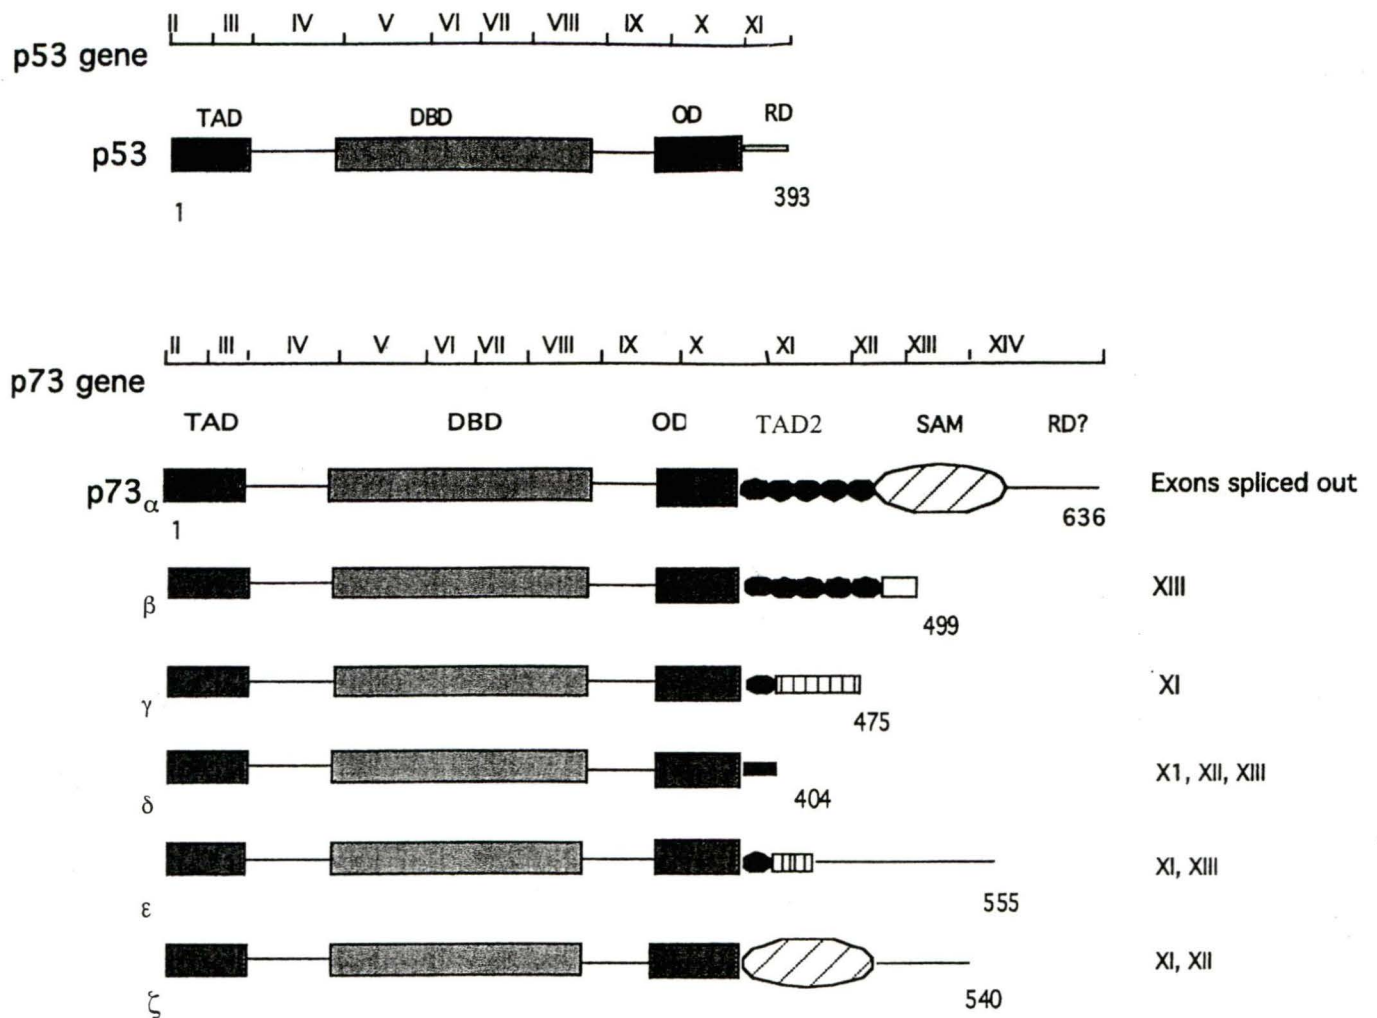 II III IV V VI VII VIII IX X XI
p53 gene
TAD DBD OD RD
p53
393
1
II III IV V VI VII VIII IX X XI XII XIII XIV
p73 gene
TAD DBD OD TAD2 SAM RD?
p73α Exons spliced out
1 636
β XIII
499
γ XI
475
δ X1, XII, XIII
404
ε XI, XIII
555
ζ XI, XII
540